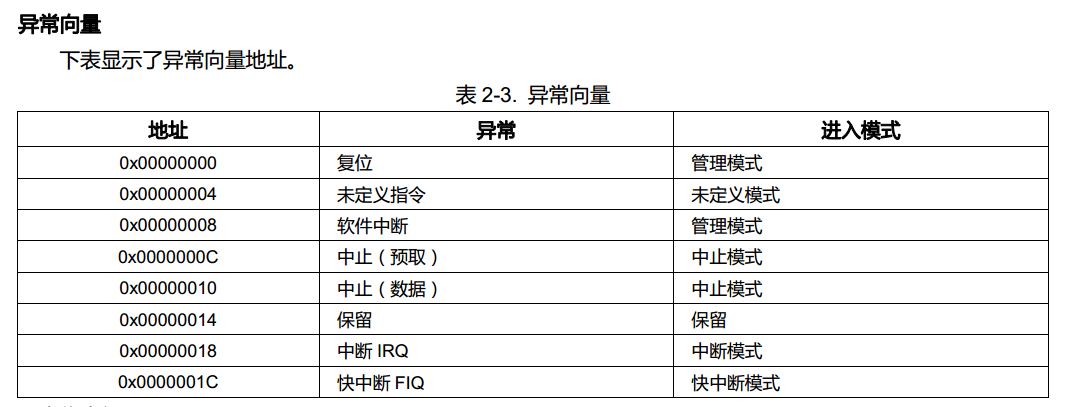 异常向量
下表显示了异常向量地址。
表 2-3. 异常向量
地址 异常 进入模式
0x00000000 复位 管理模式
0x00000004 未定义指令 未定义模式
0x00000008 软件中断 管理模式
0x0000000C 中止（预取） 中止模式
0x00000010 中止（数据） 中止模式
0x00000014 保留 保留
0x00000018 中断 IRQ 中断模式
0x0000001C 快中断 FIQ 快中断模式